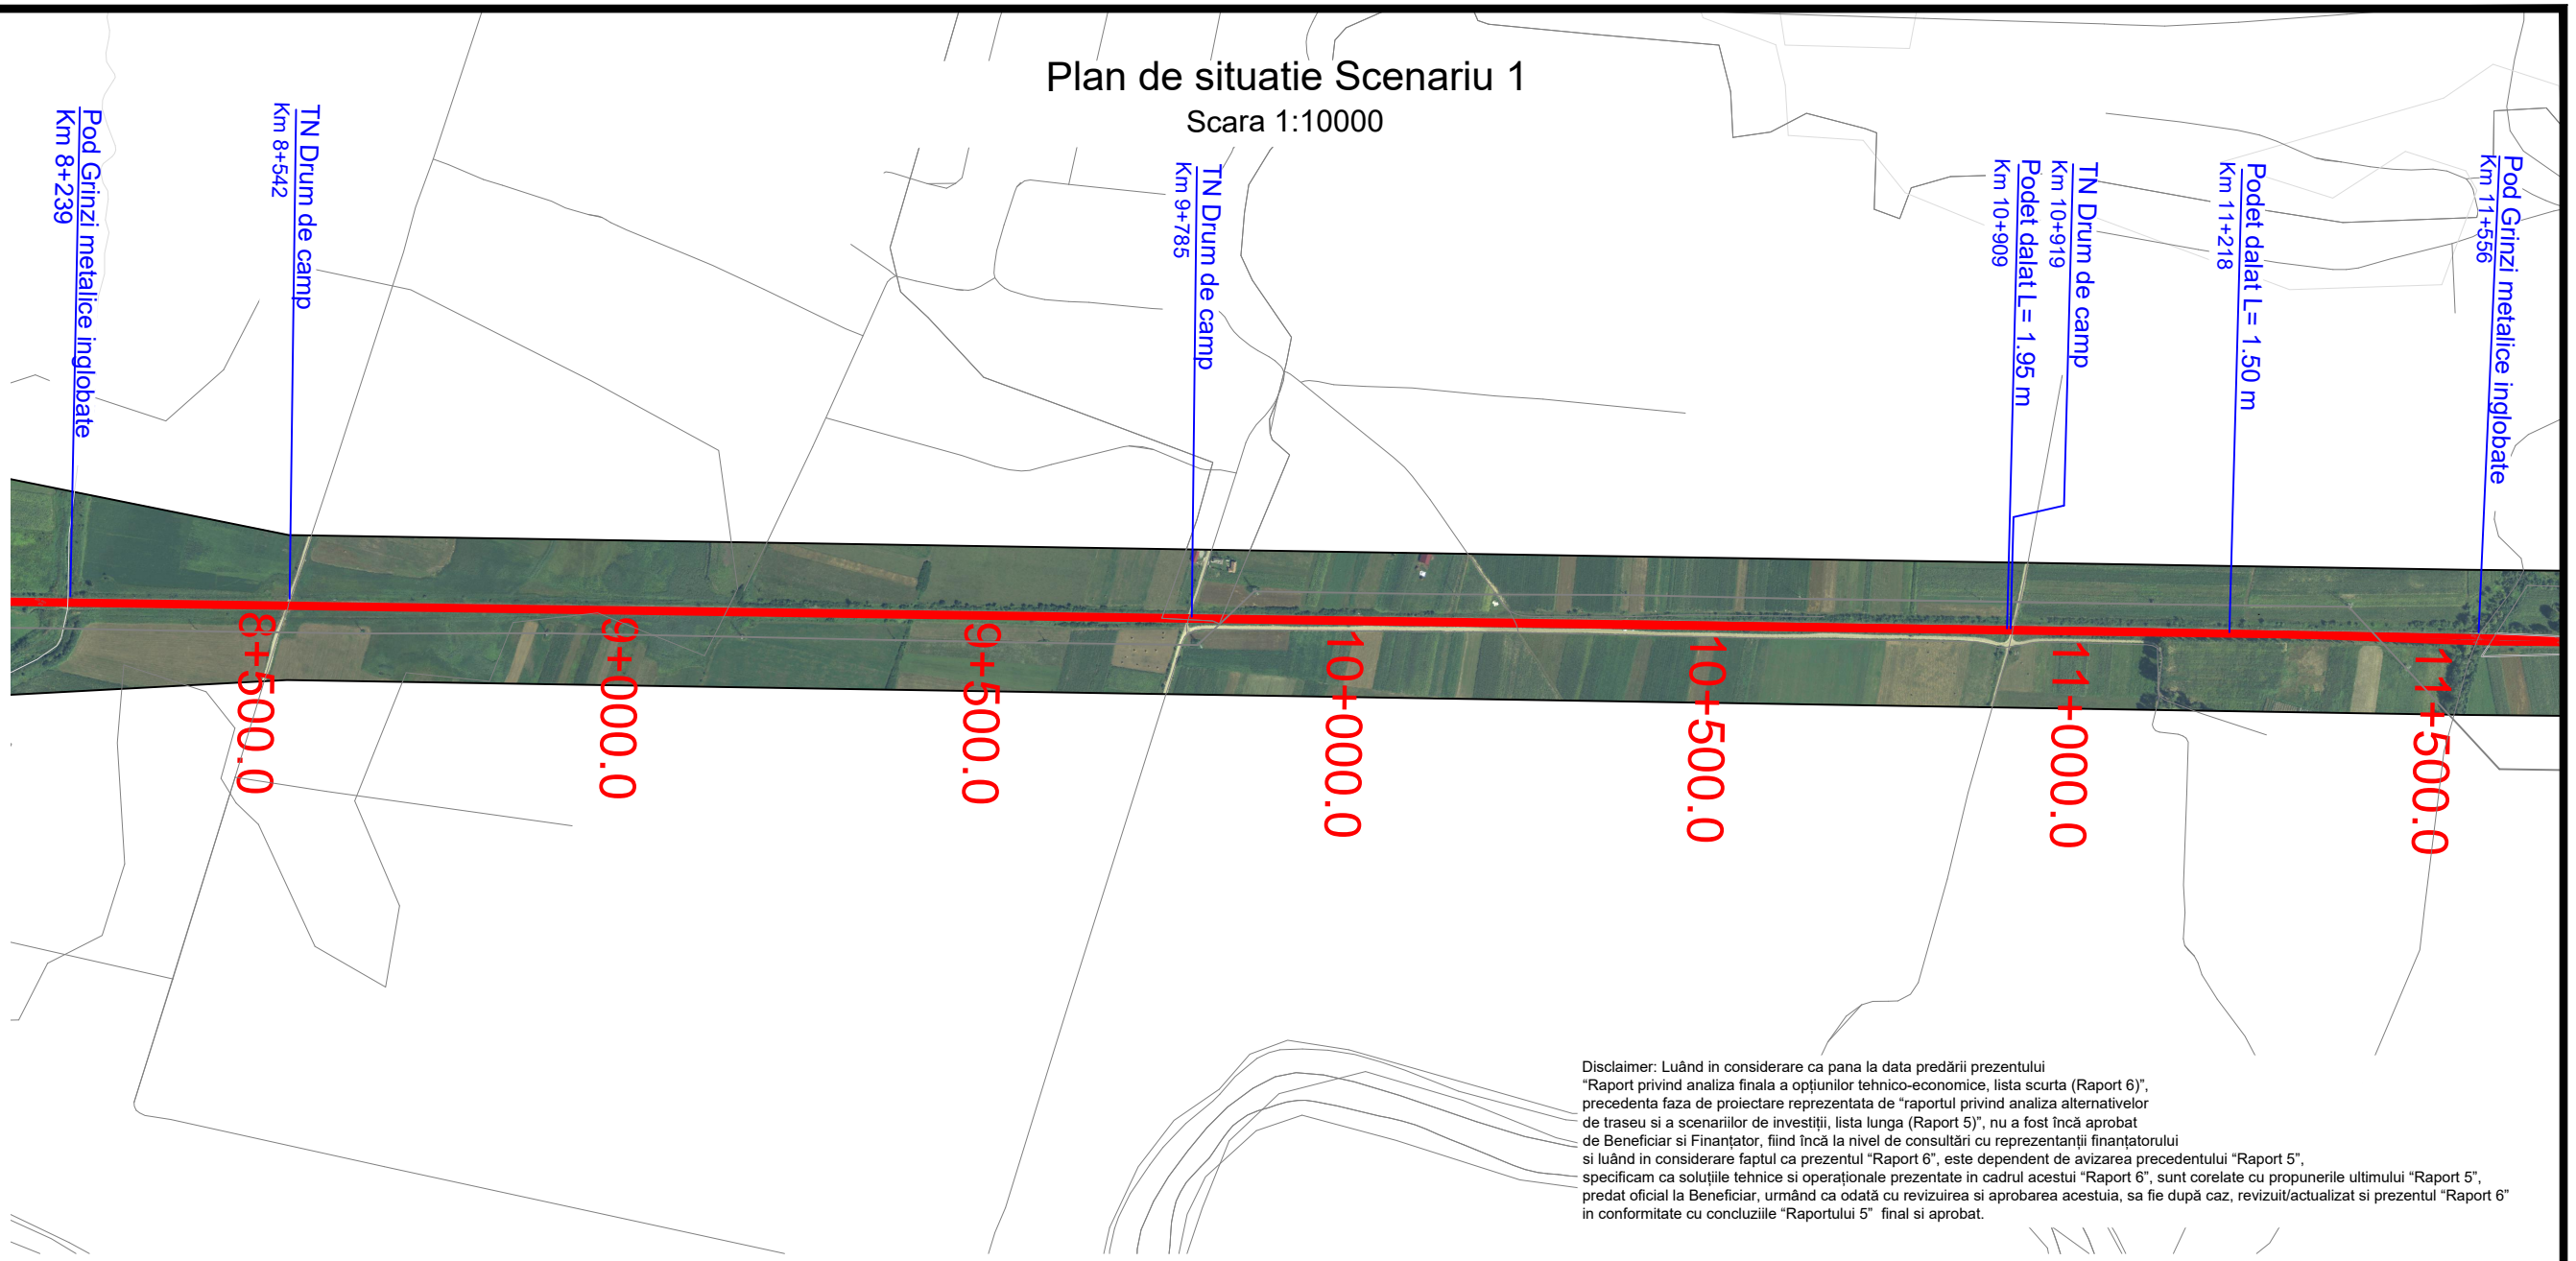 Plan de situatie Scenariu 1
Scara 1:10000
Pod Grinzi metalice inglobate
Km 8+239
TN Drum de camp
Km 8+542
TN Drum de camp
Km 9+785
TN Drum de camp
Km 10+919
Podet dalat L= 1.95 m
Km 10+909
Podet dalat L= 1.50 m
Km 11+218
Pod Grinzi metalice inglobate
Km 11+556
8+500.0
9+000.0
9+500.0
10+000.0
10+500.0
11+000.0
11+500.0
Disclaimer: Luând in considerare ca pana la data predării prezentului
“Raport privind analiza finala a opțiunilor tehnico-economice, lista scurta (Raport 6)”,
precedenta faza de proiectare reprezentata de “raportul privind analiza alternativelor
de traseu si a scenariilor de investiții, lista lunga (Raport 5)”, nu a fost încă aprobat
de Beneficiar si Finanțator, fiind încă la nivel de consultări cu reprezentanții finanțatorului
si luând in considerare faptul ca prezentul “Raport 6”, este dependent de avizarea precedentului “Raport 5”,
specificam ca soluțiile tehnice si operaționale prezentate in cadrul acestui “Raport 6”, sunt corelate cu propunerile ultimului “Raport 5”,
predat oficial la Beneficiar, urmând ca odată cu revizuirea si aprobarea acestuia, sa fie după caz, revizuit/actualizat si prezentul “Raport 6”
in conformitate cu concluziile “Raportului 5” final si aprobat.